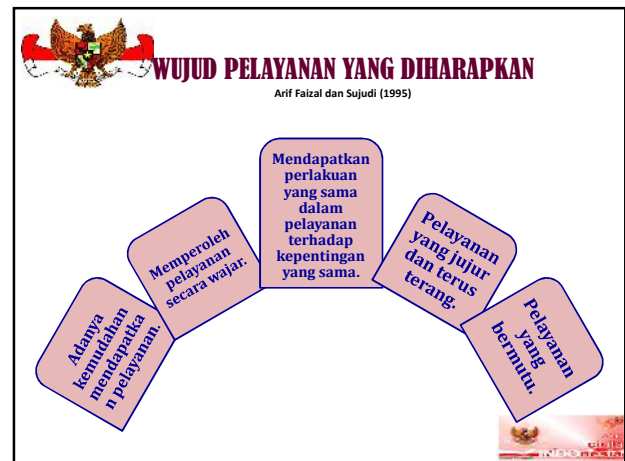 WUJUD PELAYANAN YANG DIHARAPKAN
Arif Faizal dan Sujudi (1995)
Adanya
kemudahan
mendapatka
n pelayanan.
Memperoleh
pelayanan
secara wajar.
Mendapatkan
perlakuan
yang sama
dalam
pelayanan
terhadap
kepentingan
yang sama.
Pelayanan
yang jujur
dan terus
terang.
Pelayanan
yang
bermutu.
INDONESIA